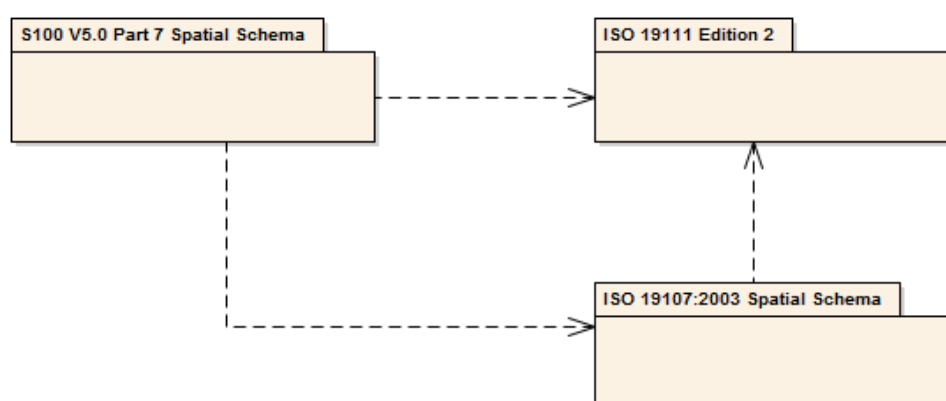 S100 V5.0 Part 7 Spatial Schema
ISO 19111 Edition 2
ISO 19107:2003 Spatial Schema